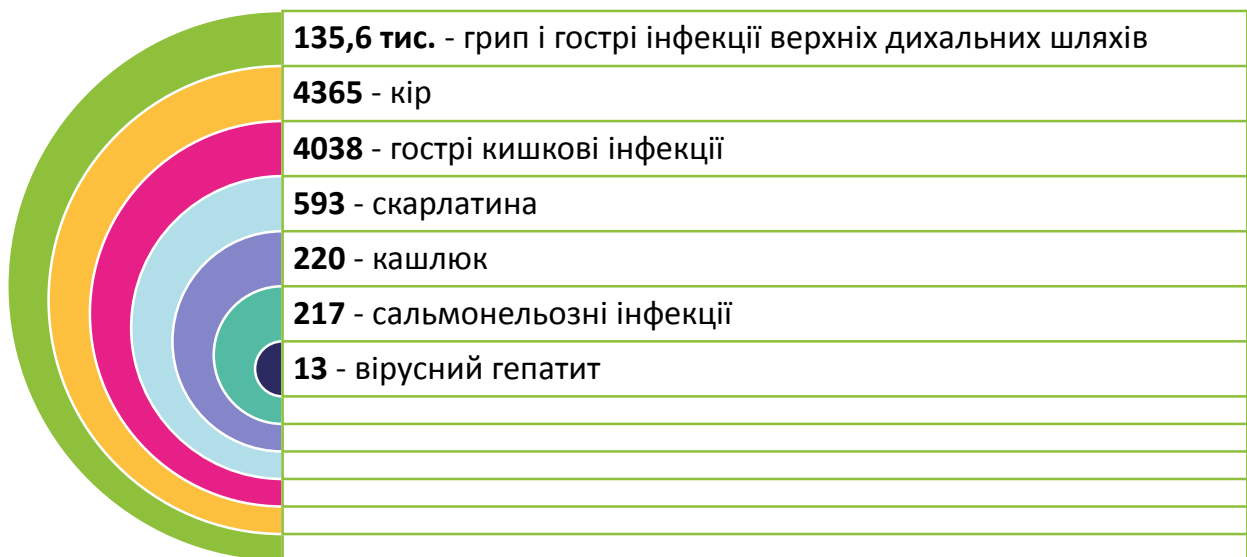 135,6 тис. - грип і гострі інфекції верхніх дихальних шляхів
4365 - кір
4038 - гострі кишкові інфекції
593 - скарлатина
220 - кашлюк
217 - сальмонельозні інфекції
13 - вірусний гепатит